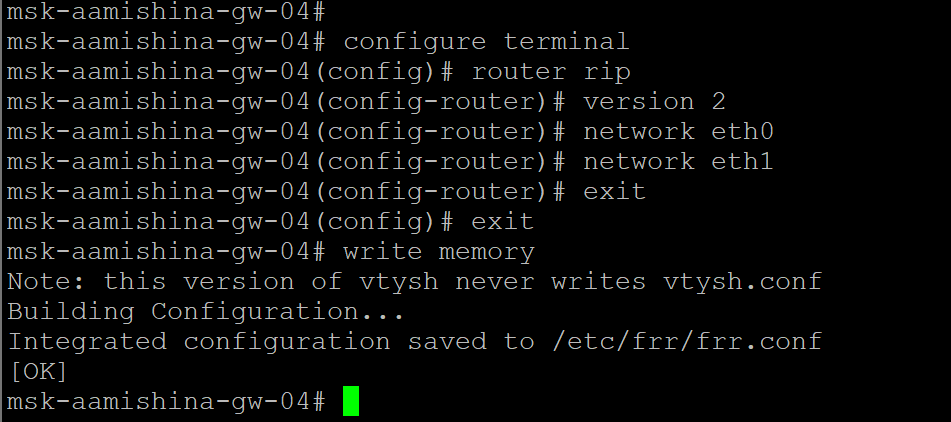 msk-aamishina-gw-04#
msk-aamishina-gw-04# configure terminal
msk-aamishina-gw-04(config)# router rip
msk-aamishina-gw-04(config-router)# version 2
msk-aamishina-gw-04(config-router)# network eth0
msk-aamishina-gw-04(config-router)# network eth1
msk-aamishina-gw-04(config-router)# exit
msk-aamishina-gw-04(config)# exit
msk-aamishina-gw-04# write memory
Note: this version of vtysh never writes vtysh.conf
Building Configuration...
Integrated configuration saved to /etc/frr/frr.conf
[OK]
msk-aamishina-gw-04#